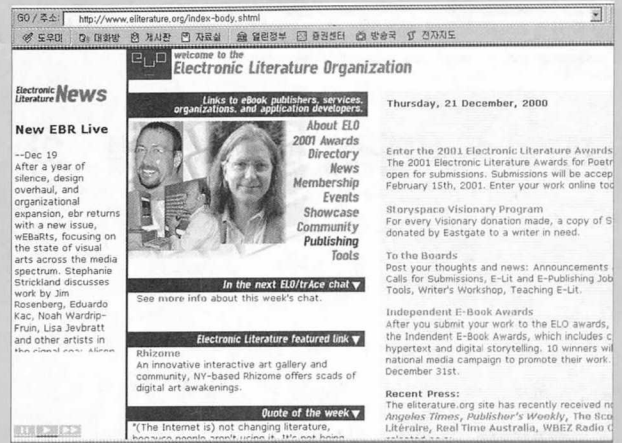 GO / 주소: http://www.eliterature.org/index-body.shtml
도우미 대화방 게시판 자료실 열린정부 증권센터 방송국 전자지도
Electronic Literature News
New EBR Live
--Dec 19
After a year of
silence, design
overhaul, and
organizational
expansion, ebr returns
with a new issue,
wEBaRts, focusing on
the state of visual
arts across the media
spectrum. Stephanie
Strickland discusses
work by Jim
Rosenberg, Eduardo
Kac, Noah Wardrip-
Fruin, Lisa Jevbratt
and other artists in
welcome to the
Electronic Literature Organization
Links to eBook publishers, services,
organizations, and application developers.
About ELO
2001 Awards
Directory
News
Membership
Events
Showcase
Community
Publishing
Tools
In the next ELO/trAce chat
See more info about this week's chat.
Electronic Literature featured link
Rhizome
An innovative interactive art gallery and
community, NY-based Rhizome offers scads of
digital art awakenings.
Quote of the week
"(The Internet is) not changing literature,
because people aren't using it. It's not being
Thursday, 21 December, 2000
Enter the 2001 Electronic Literature Awards
The 2001 Electronic Literature Awards for Poetr
open for submissions. Submissions will be accep
February 15th, 2001. Enter your work online tod
Storyspace Visionary Program
For every Visionary donation made, a copy of S
donated by Eastgate to a writer in need.
To the Boards
Post your thoughts and news: Announcements
Calls for Submissions, E-Lit and E-Publishing Job
Tools, Writer's Workshop, Teaching E-Lit.
Independent E-Book Awards
After you submit your work to the ELO awards,
the Indendent E-Book Awards, which includes c
hypertext and digital storytelling. 10 winners wil
national media campaign to promote their work.
December 31st.
Recent Press:
The eliterature.org site has recently received no
Angeles Times, Publisher's Weekly, The Sco
Litéraire, Real Time Australia, WBEZ Radio C